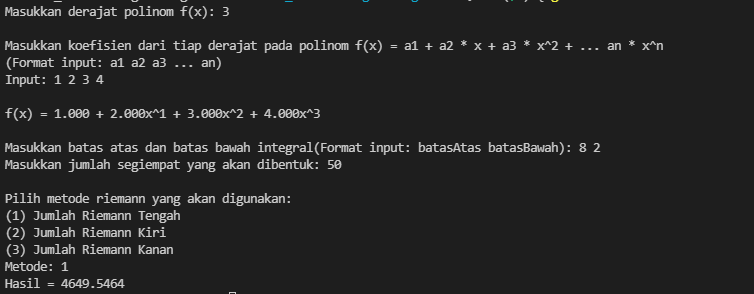 Masukkan derajat polinom f(x): 3
Masukkan koefisien dari tiap derajat pada polinom f(x) = a1 + a2 * x + a3 * x^2 + ... an * x^n
(Format input: a1 a2 a3 ... an)
Input: 1 2 3 4
f(x) = 1.000 + 2.000x^1 + 3.000x^2 + 4.000x^3
Masukkan batas atas dan batas bawah integral(Format input: batasAtas batasBawah): 8 2
Masukkan jumlah segiempat yang akan dibentuk: 50
Pilih metode riemann yang akan digunakan:
(1) Jumlah Riemann Tengah
(2) Jumlah Riemann Kiri
(3) Jumlah Riemann Kanan
Metode: 1
Hasil = 4649.5464